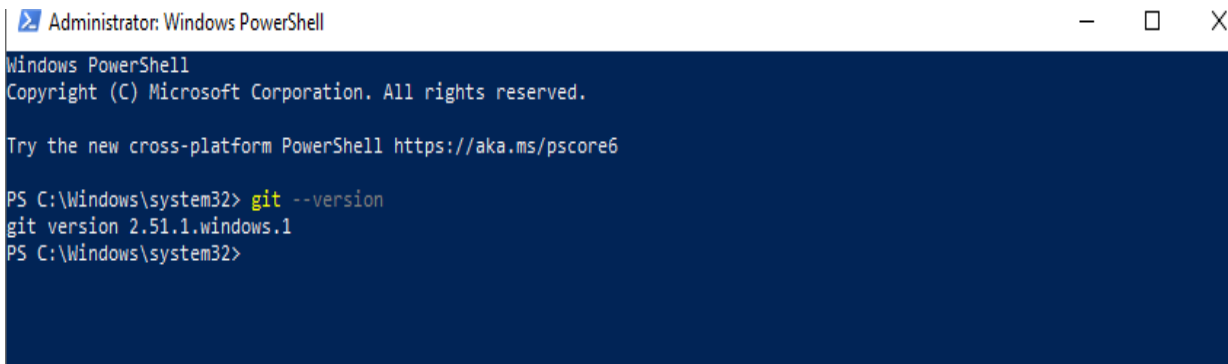 Administrator: Windows PowerShell
Windows PowerShell
Copyright (C) Microsoft Corporation. All rights reserved.
Try the new cross-platform PowerShell https://aka.ms/pscore6
PS C:\Windows\system32> git --version
git version 2.51.1.windows.1
PS C:\Windows\system32>